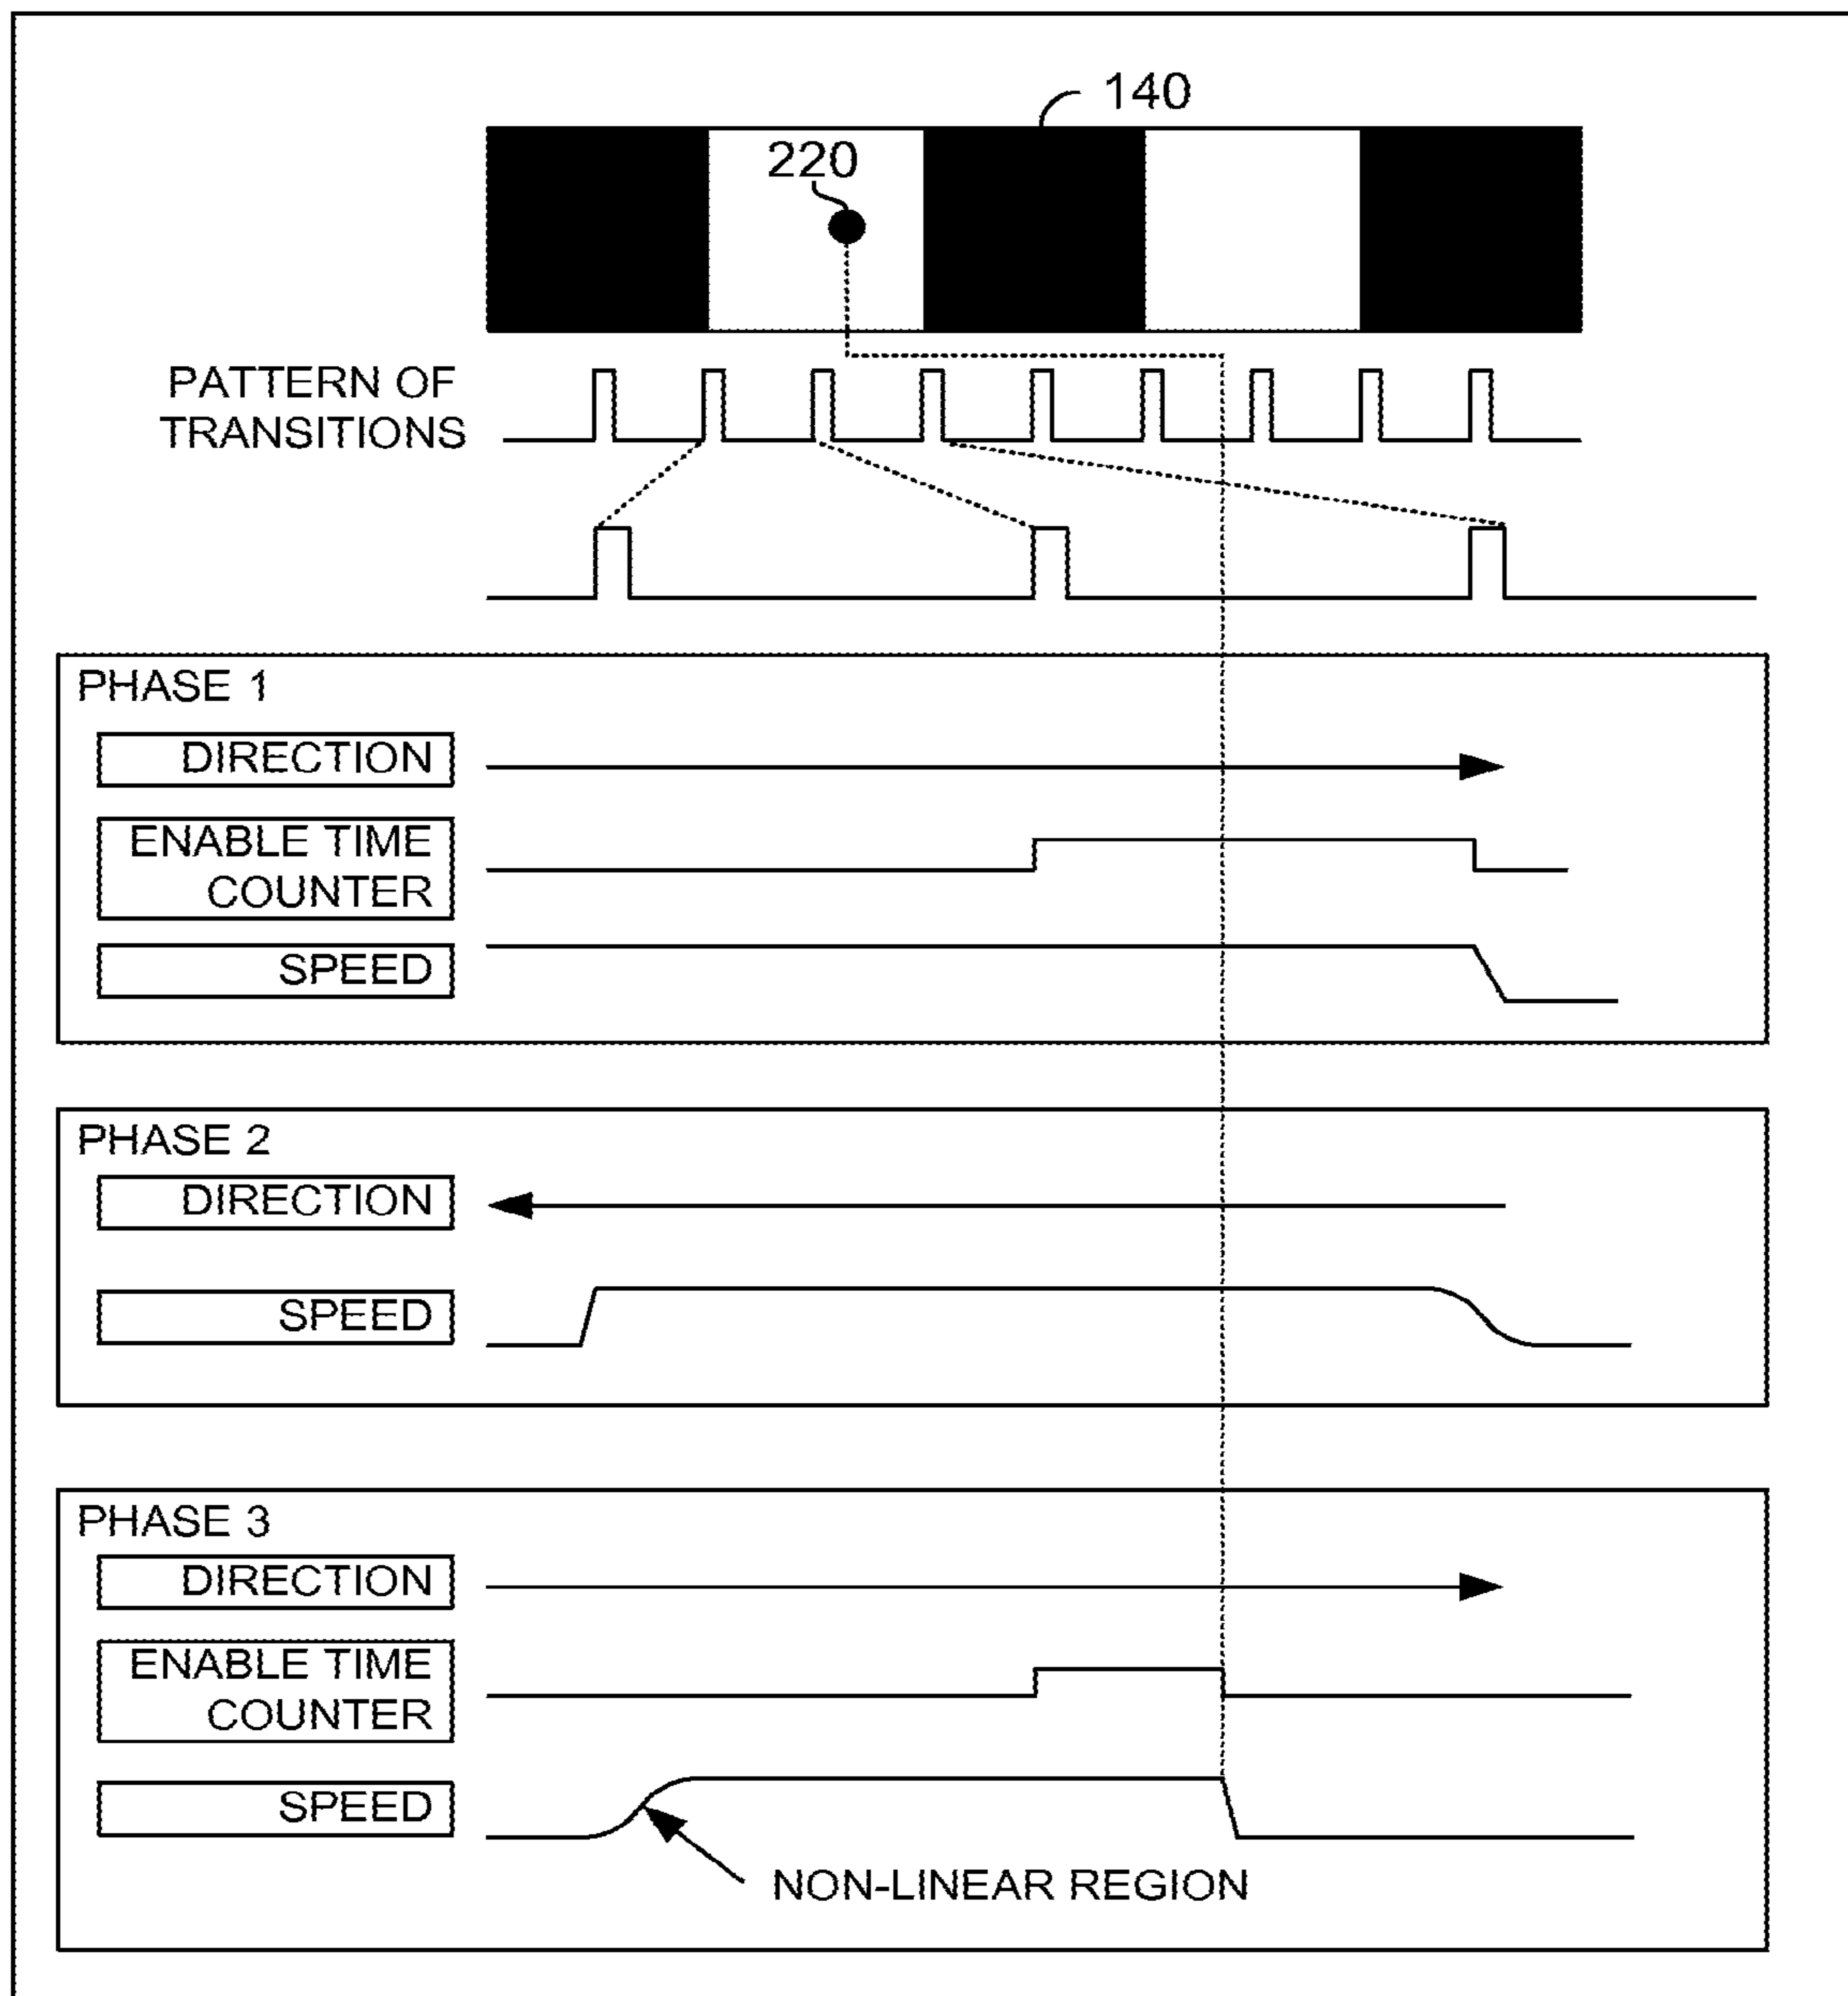 140
220
PATTERN OF
TRANSITIONS
PHASE 1
DIRECTION
ENABLE TIME
COUNTER
SPEED
PHASE 2
DIRECTION
SPEED
PHASE 3
DIRECTION
ENABLE TIME
COUNTER
SPEED
NON-LINEAR REGION